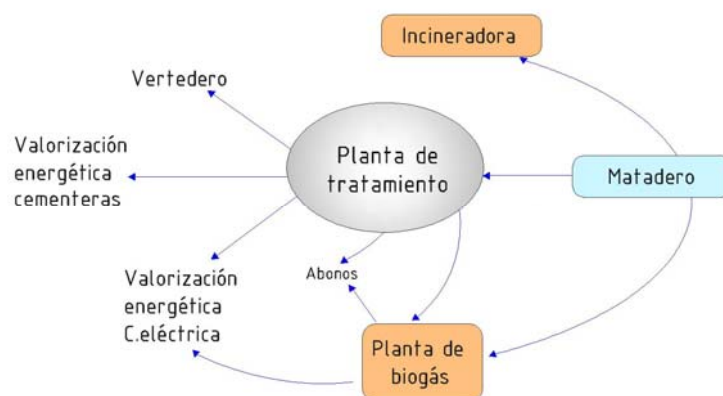 Incineradora
Vertedero
Valorización
energética
cementeras
Planta de
tratamiento
Matadero
Valorización
energética
C.eléctrica
Abonos
Planta de
biogás